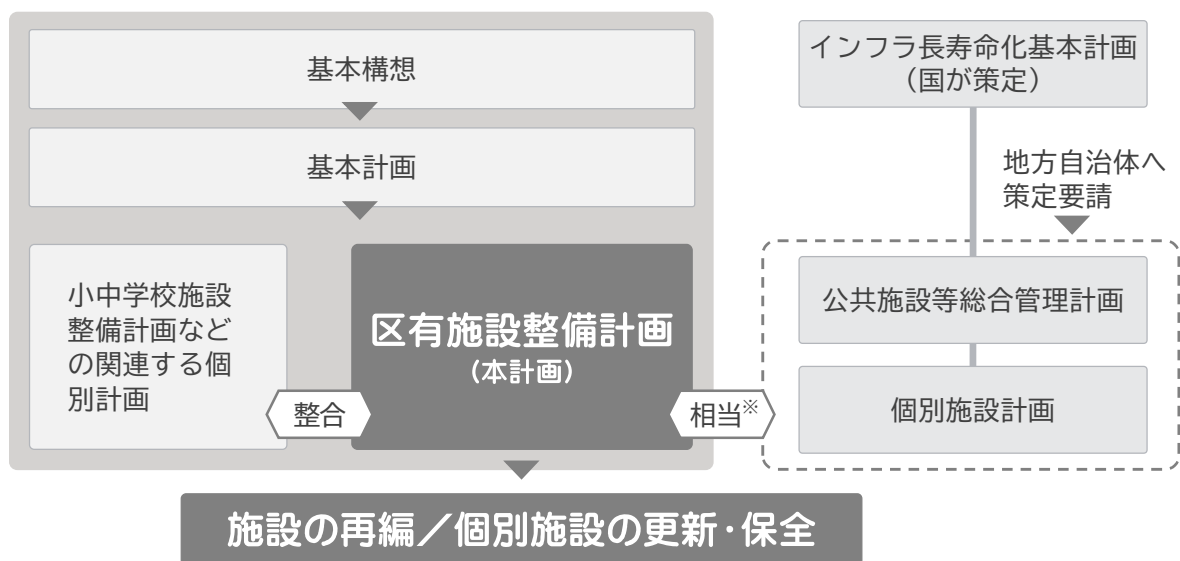 基本構想
基本計画
小中学校施設
整備計画など
の関連する個
別計画
整合
区有施設整備計画
(本計画)
相当※
インフラ長寿命化基本計画
(国が策定)
地方自治体へ
策定要請
公共施設等総合管理計画
個別施設計画
施設の再編／個別施設の更新・保全